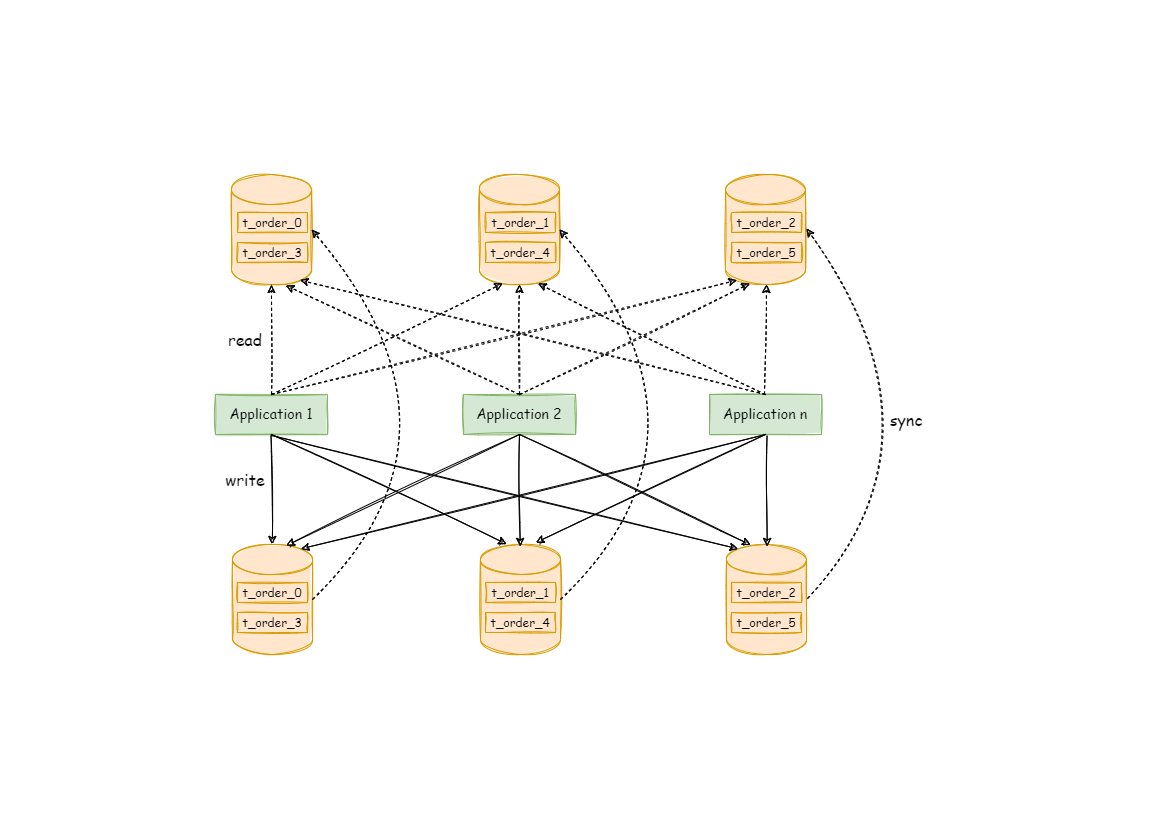 t_order_0
t_order_3
t_order_1
t_order_4
t_order_2
t_order_5
read
Application 1
Application 2
Application n
sync
write
t_order_0
t_order_3
t_order_1
t_order_4
t_order_2
t_order_5